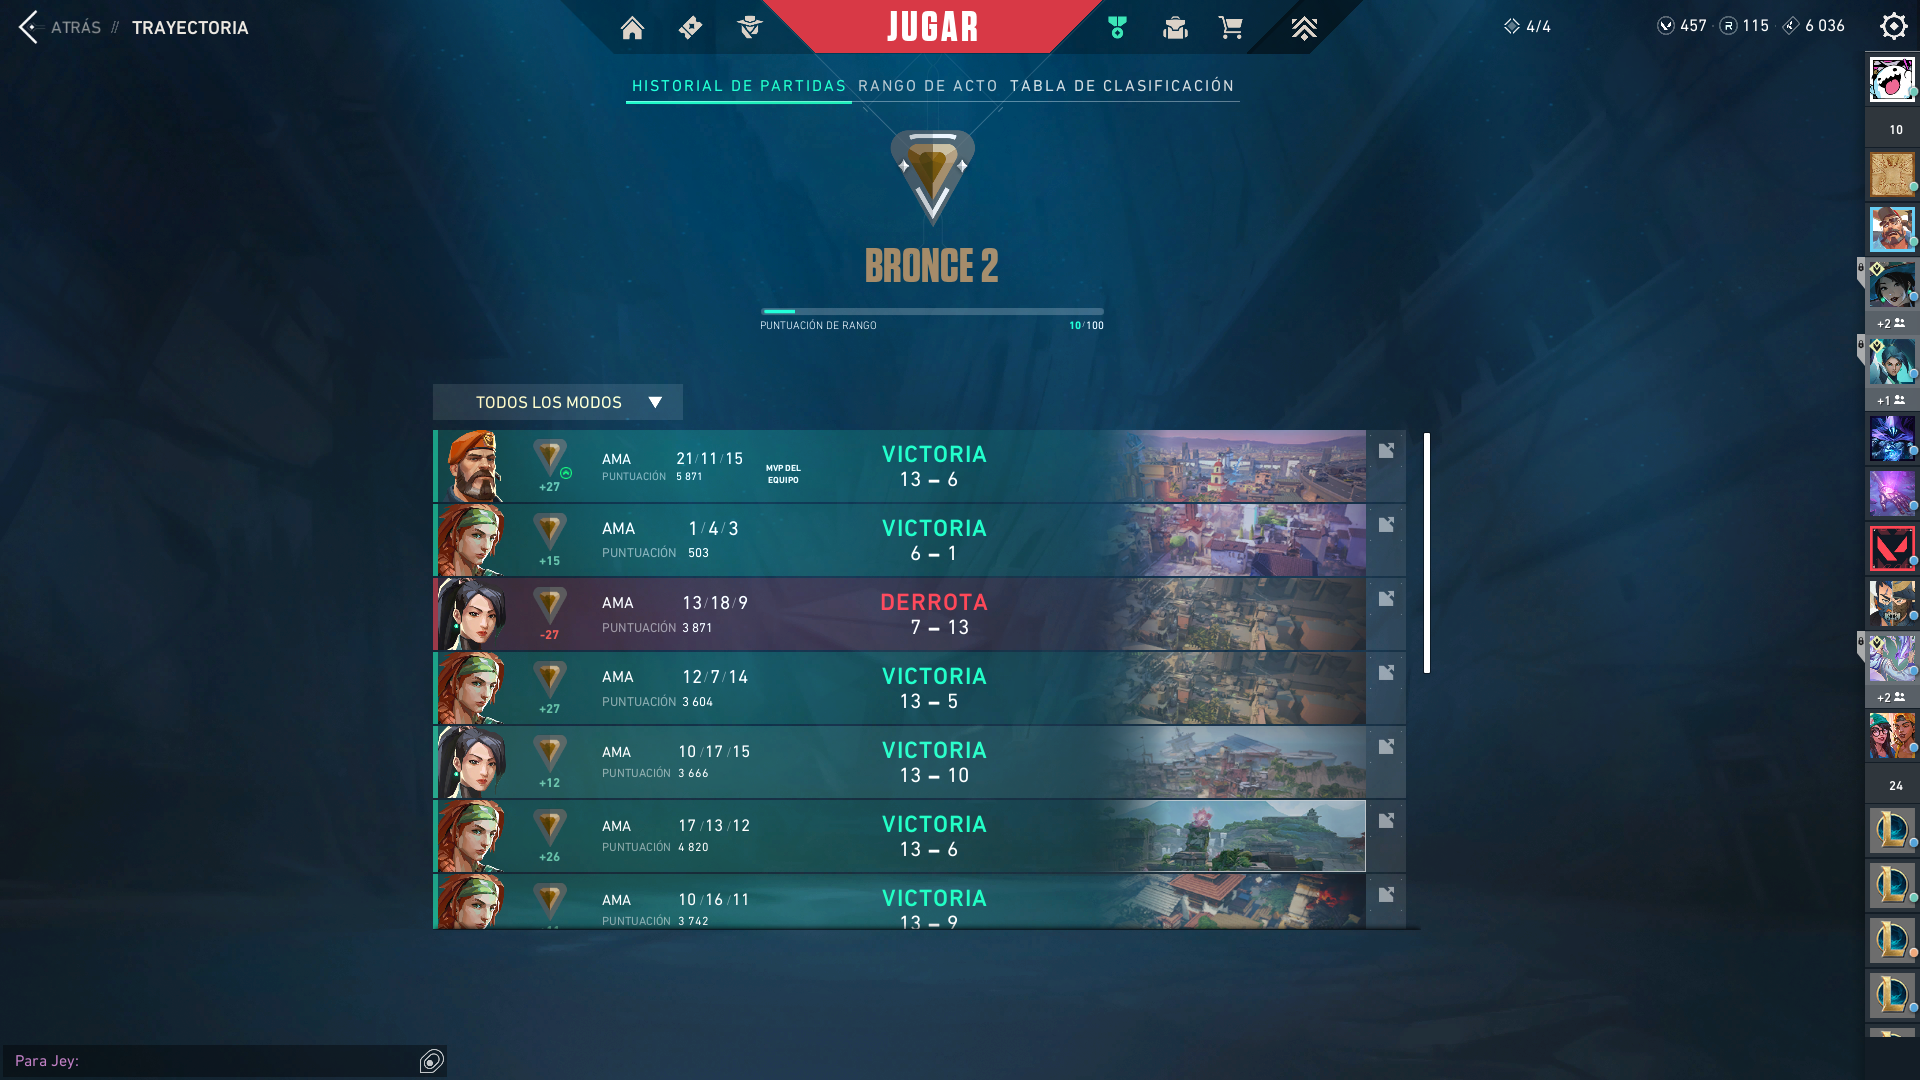 ATRÁS // TRAYECTORIA
JUGAR
4/4
457 R 115 6 036
HISTORIAL DE PARTIDAS RANGO DE ACTO TABLA DE CLASIFICACIÓN
10
BRONCE 2
PUNTUACIÓN DE RANGO 10/100
+2
+1
TODOS LOS MODOS
AMA 21/11/15 VICTORIA
PUNTUACIÓN 5 871 MVP DEL EQUIPO
+27 13 – 6
AMA 1/4/3 VICTORIA
PUNTUACIÓN 503 6 – 1
+15
AMA 13/18/9 DERROTA
PUNTUACIÓN 3 871 7 – 13
-27
AMA 12/7/14 VICTORIA
PUNTUACIÓN 3 604 13 – 5
+27
AMA 10/17/15 VICTORIA
PUNTUACIÓN 3 666 13 – 10
+12
AMA 17/13/12 VICTORIA
PUNTUACIÓN 4 820 13 – 6
+26
AMA 10/16/11 VICTORIA
PUNTUACIÓN 3 742 13 – 9
+2
24
Para Jey: